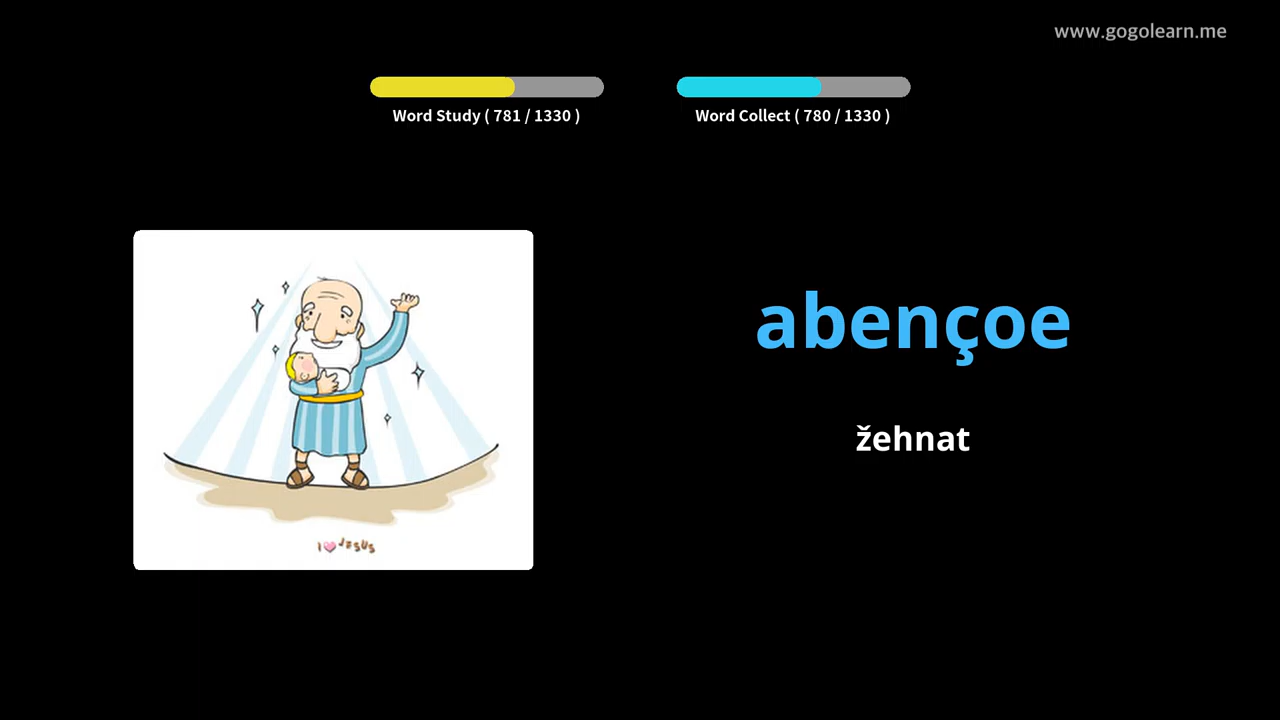 www.gogolearn.me
Word Study ( 781 / 1330 )
Word Collect ( 780 / 1330 )
abençoe
žehnat
I JESUS